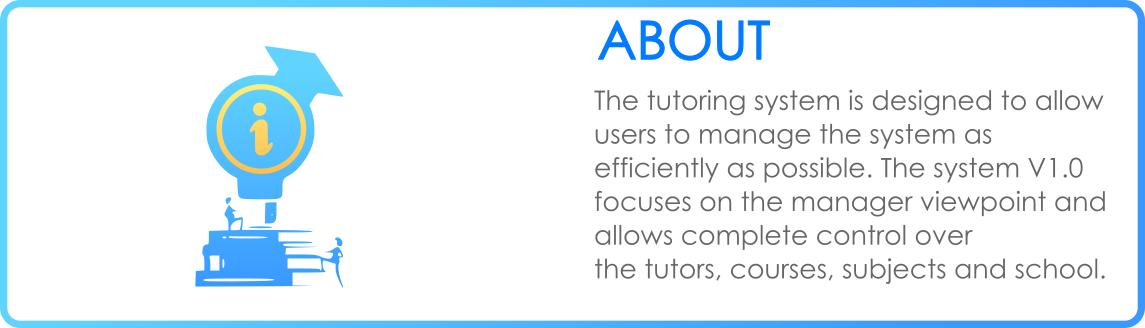 ABOUT
The tutoring system is designed to allow
users to manage the system as
efficiently as possible. The system V1.0
focuses on the manager viewpoint and
allows complete control over
the tutors, courses, subjects and school.
i